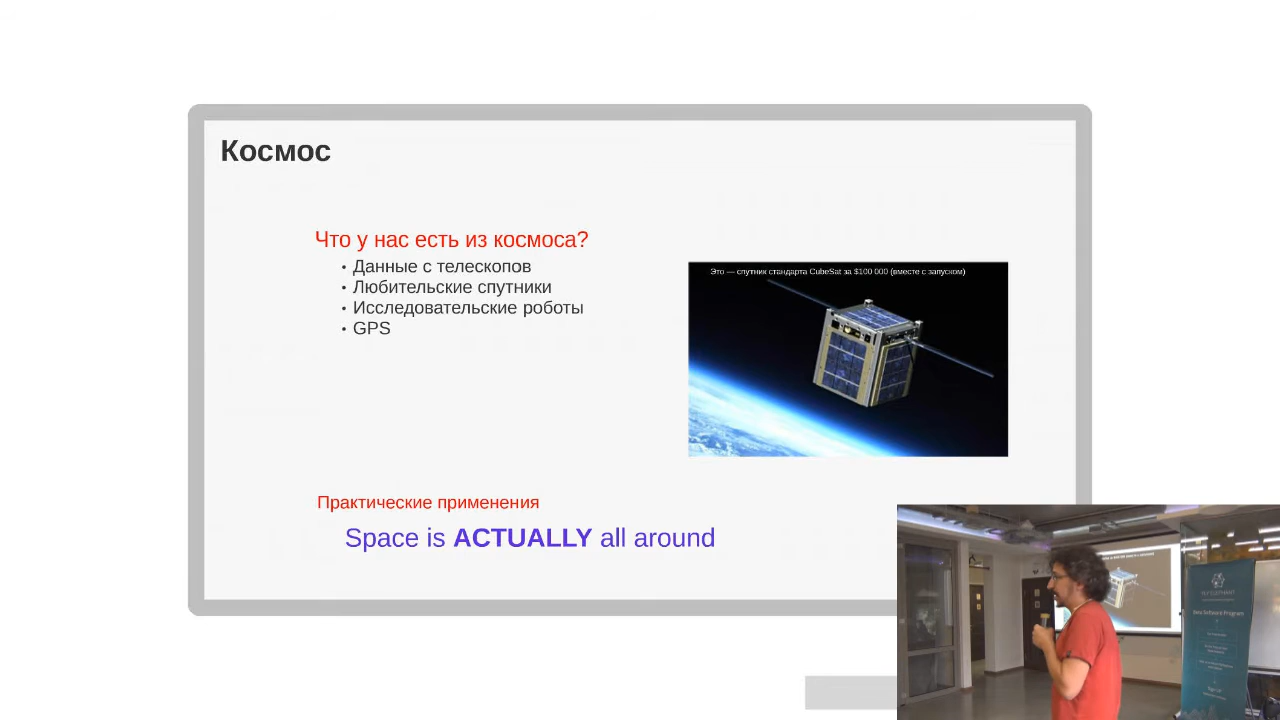 Космос
Что у нас есть из космоса?
• Данные с телескопов
• Любительские спутники
• Исследовательские роботы
• GPS
Это — спутник стандарта CubeSat за $100 000 (вместе с запуском)
Практические применения
Space is ACTUALLY all around